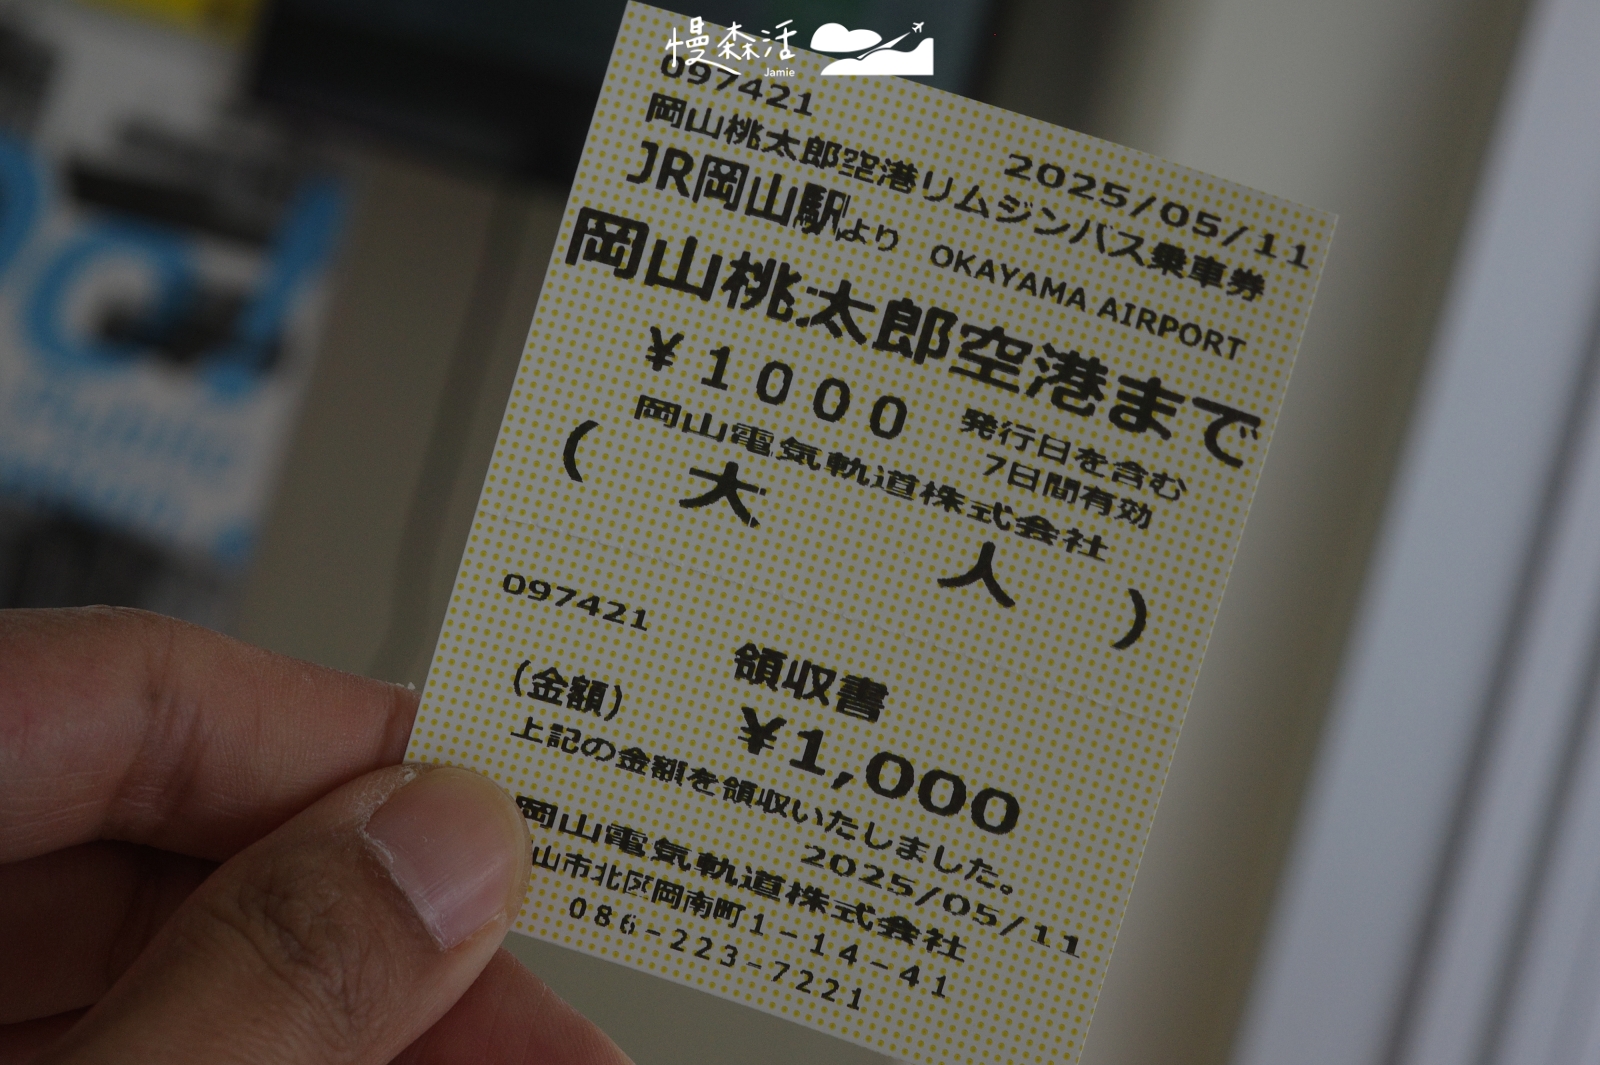 慢森活
Jamie
097421
2025/05/11
岡山桃太郎空港リムジンバス乗車券
JR岡山駅より OKAYAMA AIRPORT
岡山桃太郎空港まで
¥1000
発行日を含む
7日間有効
岡山電気軌道株式会社
( 大 人 )
097421
領収書
(金額) ¥1,000
上記の金額を領収いたしました。
2025/05/11
岡山電気軌道株式会社
山市北区岡南町1-14-41
086-223-7221